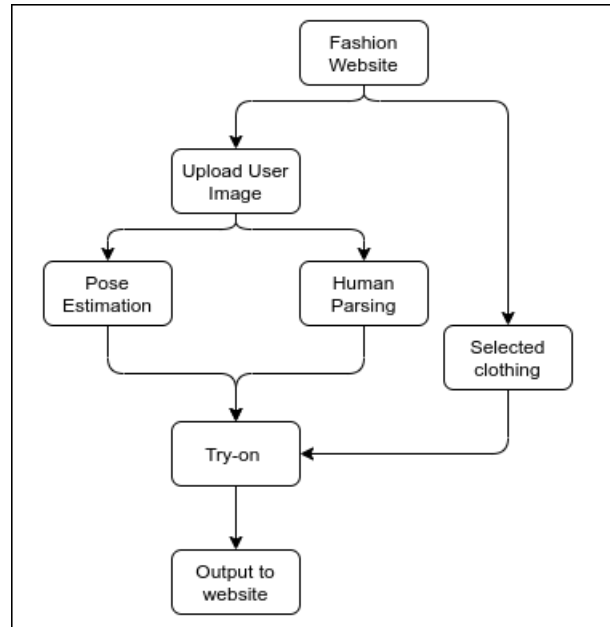 Fashion
Website
Upload User
Image
Pose
Estimation
Human
Parsing
Selected
clothing
Try-on
Output to
website